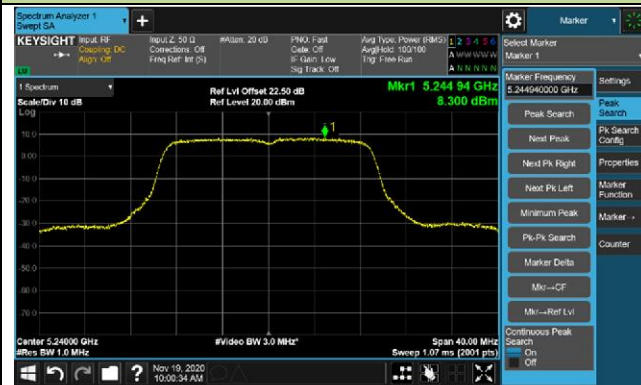 Spectrum Analyzer 1
Swept SA
Marker
KEYSIGHT
Input: RF
Coupling: DC
Align: Off
Input Z: 50 Ω
Corrections: Off
Freq Ref: Int (S)
#Atten: 20 dB
PNO: Fast
Gate: Off
IF Gain: Low
Sig Track: Off
Avg Type: Power (RMS)
Avg|Hold: 100/100
Trig: Free Run
1 2 3 4 5 6
A W W W W W
A N N N N N
Select Marker
Marker 1
LU
1 Spectrum
Scale/Div 10 dB
Log
Ref Lvl Offset 22.50 dB
Ref Level 20.00 dBm
Mkr1 5.244 94 GHz
8.300 dBm
Marker Frequency
5.244940000 GHz
Settings
Peak Search
Peak
Search
Next Peak
Pk Search
Config
Next Pk Right
Properties
Next Pk Left
Marker
Function
Minimum Peak
Marker→
Pk-Pk Search
Counter
Marker Delta
Mkr→CF
Mkr→Ref Lvl
Continuous Peak
Search
On
Off
10.0
0.00
-10.0
-20.0
-30.0
-40.0
-50.0
-60.0
-70.0
1
Center 5.24000 GHz
#Res BW 1.0 MHz
#Video BW 3.0 MHz*
Span 40.00 MHz
Sweep 1.07 ms (2001 pts)
?
Nov 19, 2020
10:00:34 AM